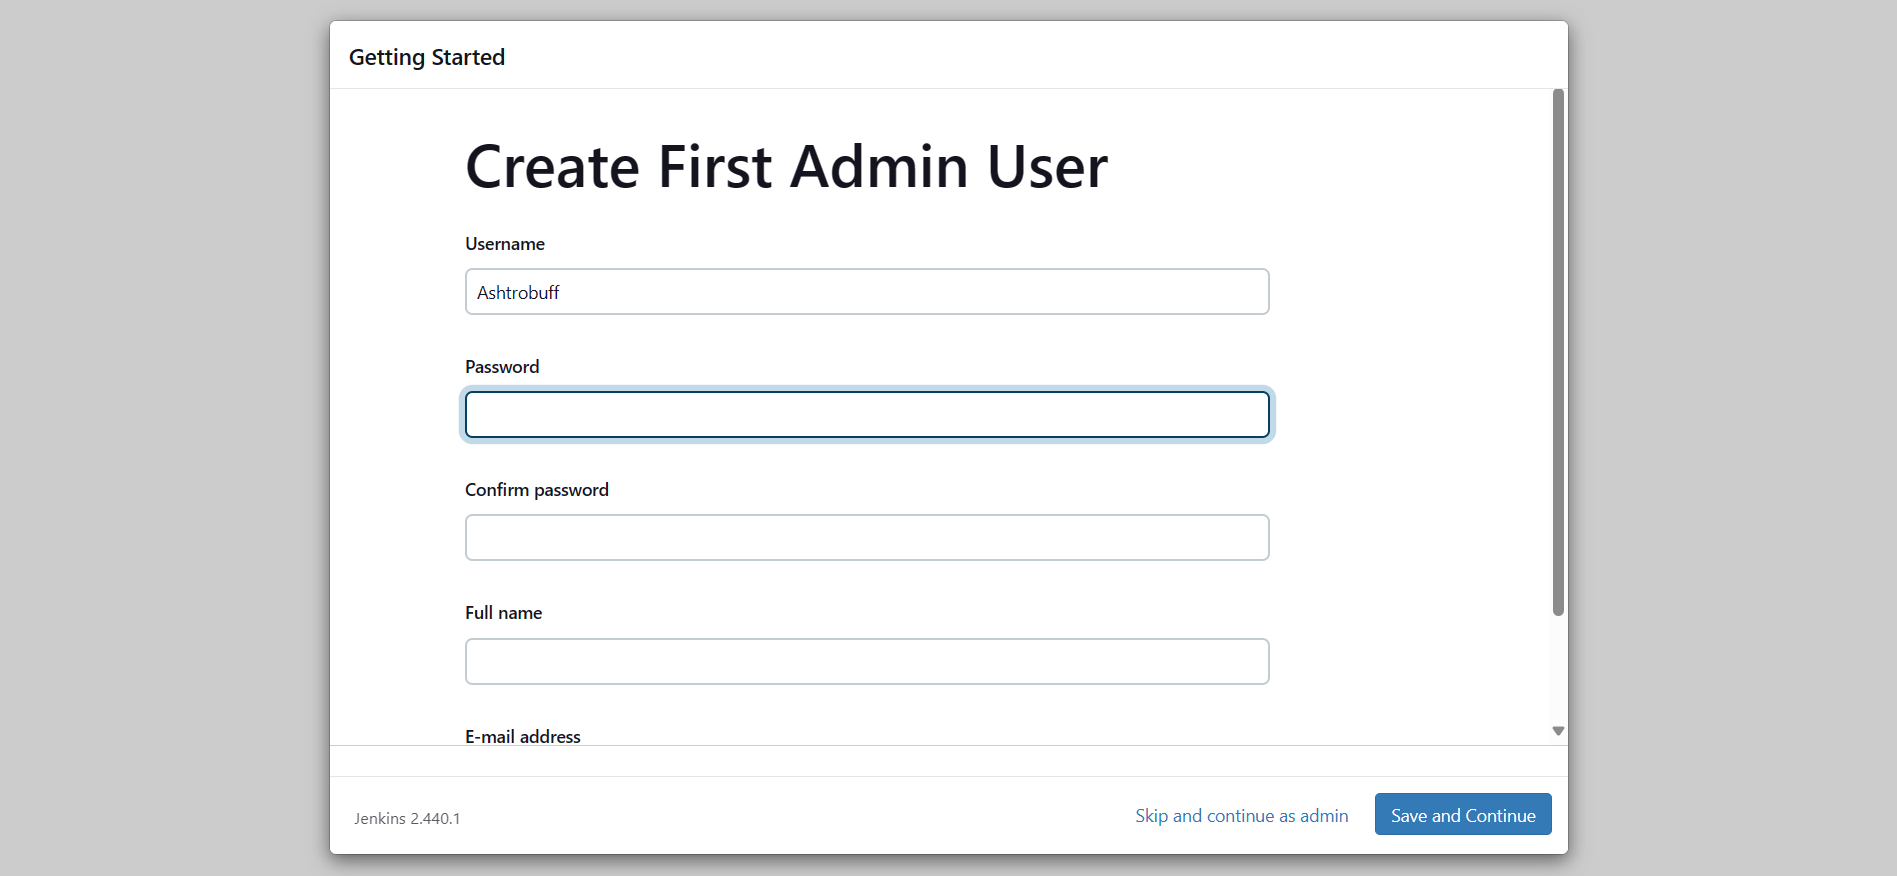 Getting Started
Create First Admin User
Username
Ashtrobuff
Password
Confirm password
Full name
E-mail address
Jenkins 2.440.1
Skip and continue as admin
Save and Continue